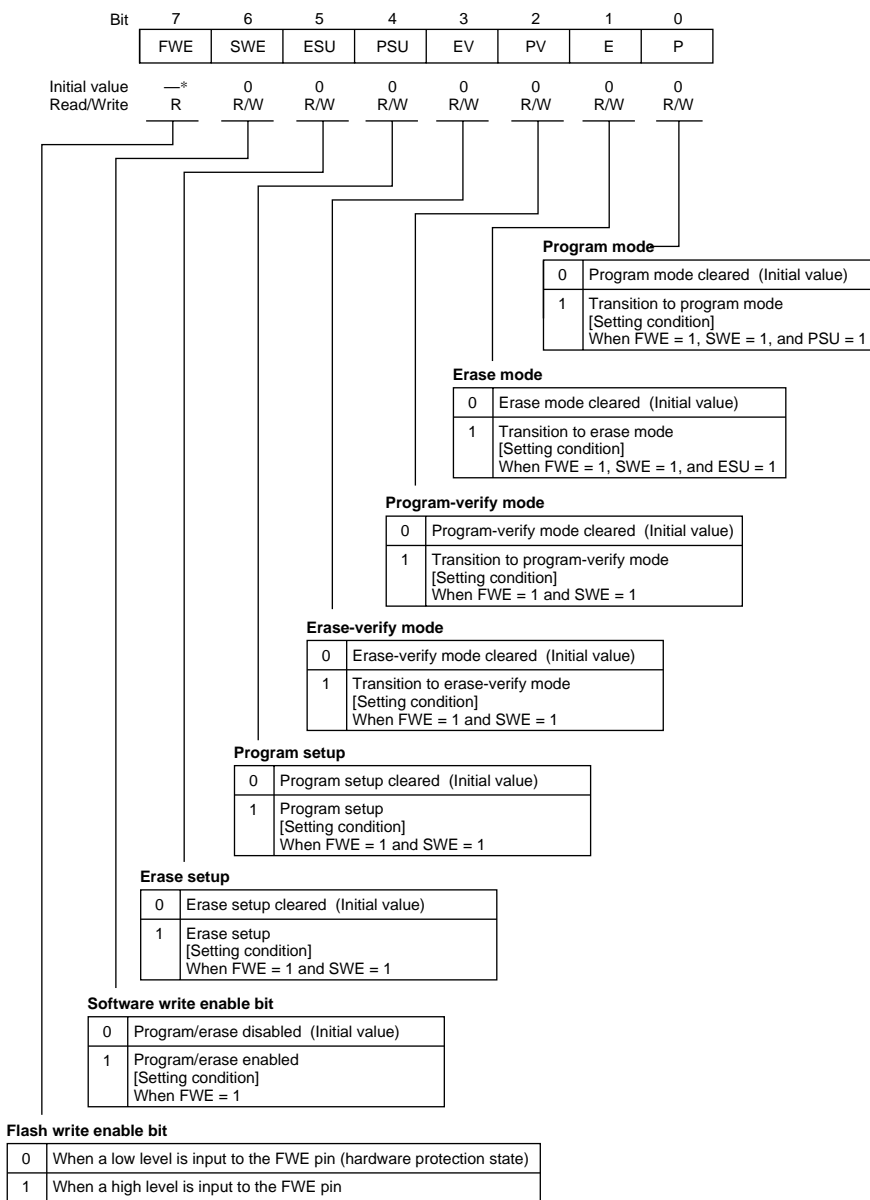 Bit 7 6 5 4 3 2 1 0
FWE SWE ESU PSU EV PV E P
Initial value —* 0 0 0 0 0 0 0
Read/Write R R/W R/W R/W R/W R/W R/W R/W
Program mode
0 Program mode cleared (Initial value)
1 Transition to program mode
[Setting condition]
When FWE = 1, SWE = 1, and PSU = 1
Erase mode
0 Erase mode cleared (Initial value)
1 Transition to erase mode
[Setting condition]
When FWE = 1, SWE = 1, and ESU = 1
Program-verify mode
0 Program-verify mode cleared (Initial value)
1 Transition to program-verify mode
[Setting condition]
When FWE = 1 and SWE = 1
Erase-verify mode
0 Erase-verify mode cleared (Initial value)
1 Transition to erase-verify mode
[Setting condition]
When FWE = 1 and SWE = 1
Program setup
0 Program setup cleared (Initial value)
1 Program setup
[Setting condition]
When FWE = 1 and SWE = 1
Erase setup
0 Erase setup cleared (Initial value)
1 Erase setup
[Setting condition]
When FWE = 1 and SWE = 1
Software write enable bit
0 Program/erase disabled (Initial value)
1 Program/erase enabled
[Setting condition]
When FWE = 1
Flash write enable bit
0 When a low level is input to the FWE pin (hardware protection state)
1 When a high level is input to the FWE pin